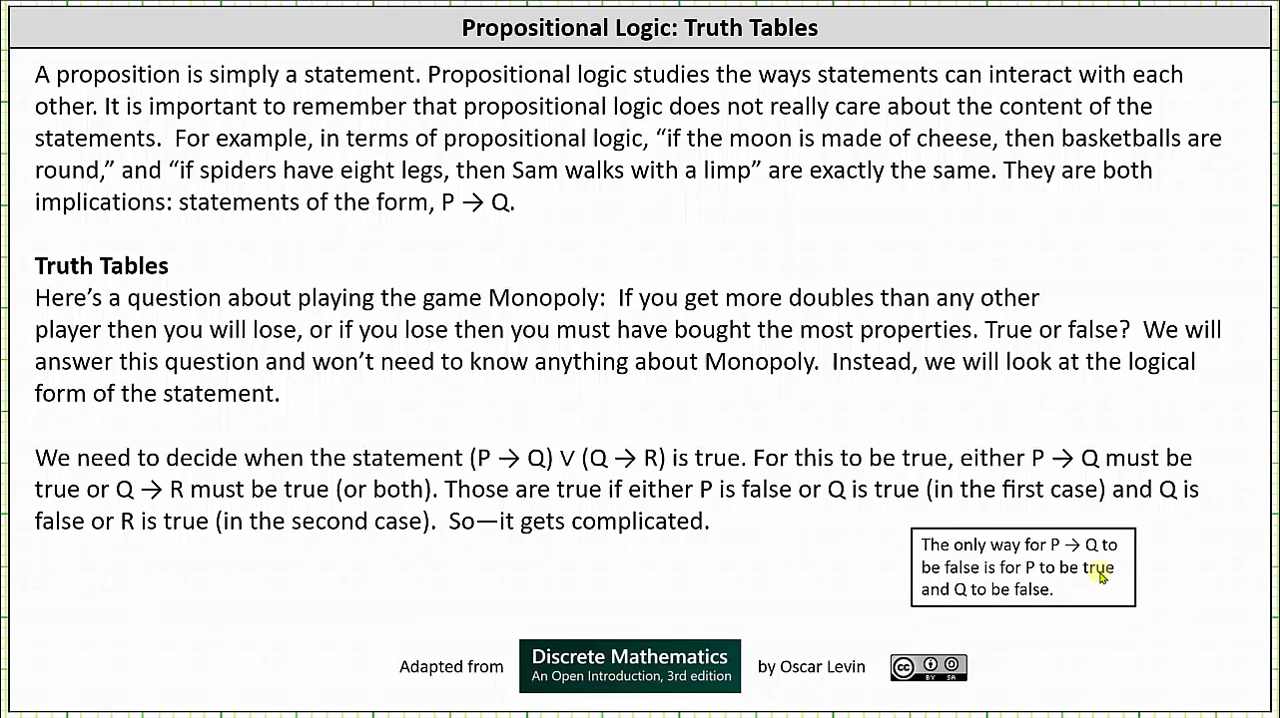 Propositional Logic: Truth Tables
A proposition is simply a statement. Propositional logic studies the ways statements can interact with each
other. It is important to remember that propositional logic does not really care about the content of the
statements.  For example, in terms of propositional logic, “if the moon is made of cheese, then basketballs are
round,” and “if spiders have eight legs, then Sam walks with a limp” are exactly the same. They are both
implications: statements of the form, P → Q.
Truth Tables
Here’s a question about playing the game Monopoly:  If you get more doubles than any other
player then you will lose, or if you lose then you must have bought the most properties. True or false?  We will
answer this question and won’t need to know anything about Monopoly.  Instead, we will look at the logical
form of the statement.
We need to decide when the statement (P → Q) ∨ (Q → R) is true. For this to be true, either P → Q must be
true or Q → R must be true (or both). Those are true if either P is false or Q is true (in the first case) and Q is
false or R is true (in the second case).  So—it gets complicated.
The only way for P → Q to
be false is for P to be true
and Q to be false.
Adapted from
Discrete Mathematics
An Open Introduction, 3rd edition
by Oscar Levin
cc
BY SA